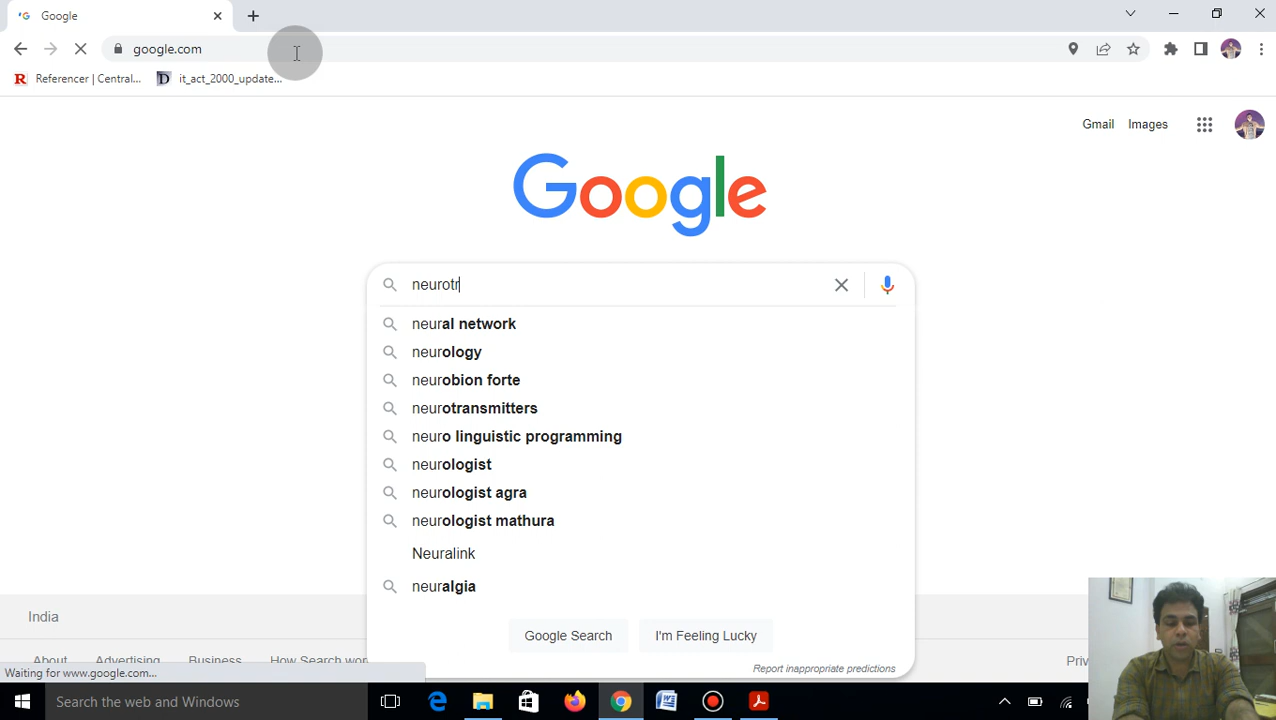 Google
google.com
Referencer | Central...
it_act_2000_update...
Gmail Images
Google
neurotr
neural network
neurology
neurobion forte
neurotransmitters
neuro linguistic programming
neurologist
neurologist agra
neurologist mathura
Neuralink
neuralgia
Google Search I'm Feeling Lucky
Report inappropriate predictions
India
About Advertising Business How Search wor
Waiting for www.google.com...
Search the web and Windows